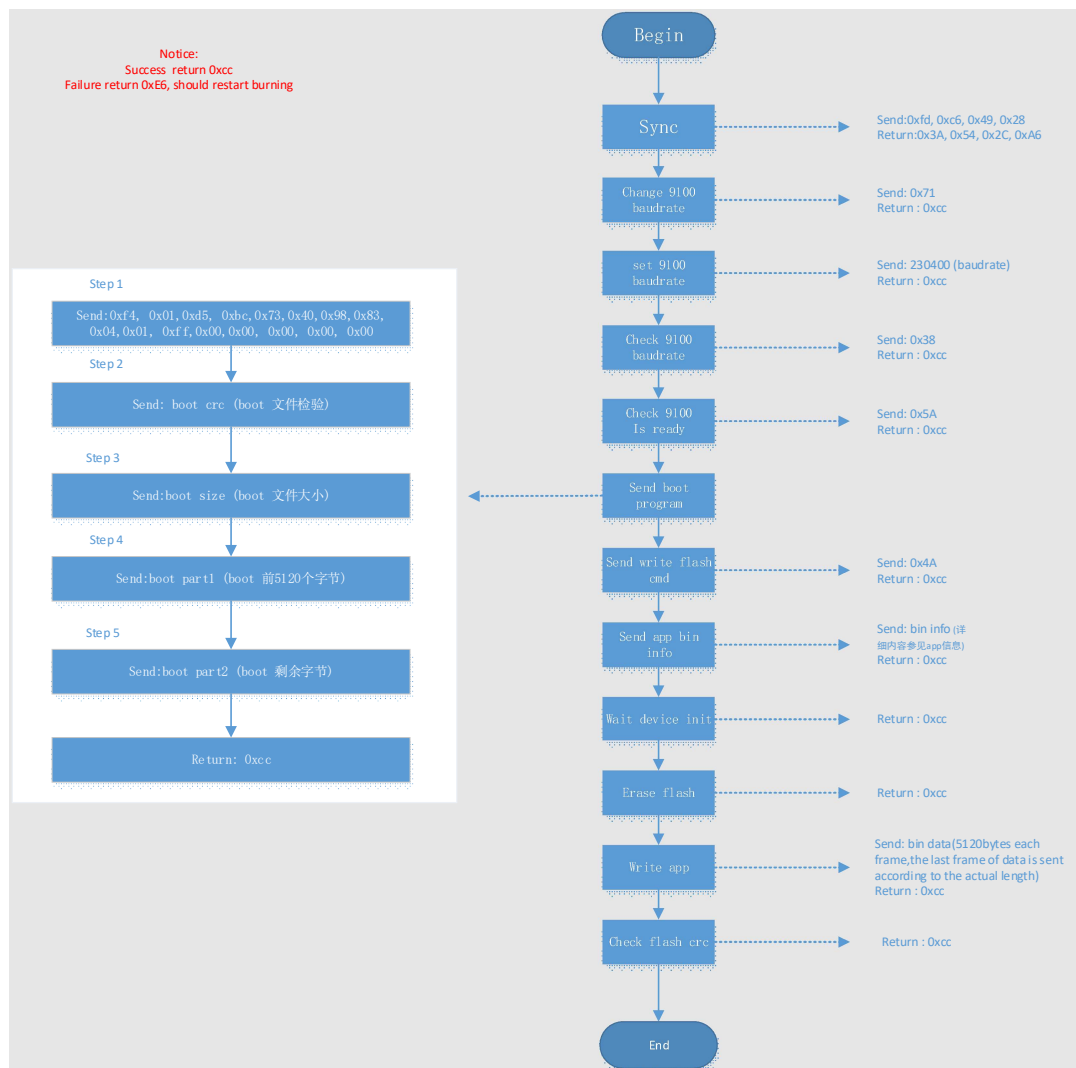 Notice:
Success return 0xcc
Failure return 0xE6, should restart burning
Begin
Sync
Send:0xfd, 0xc6, 0x49, 0x28
Return:0x3A, 0x54, 0x2C, 0xA6
Change 9100
baudrate
Send: 0x71
Return : 0xcc
set 9100
baudrate
Send: 230400 (baudrate)
Return : 0xcc
Check 9100
baudrate
Send: 0x38
Return : 0xcc
Check 9100
Is ready
Send: 0x5A
Return : 0xcc
Send boot
program
Step 1
Send:0xf4, 0x01,0xd5, 0xbc,0x73,0x40,0x98,0x83,
0x04,0x01, 0xff,0x00,0x00, 0x00, 0x00, 0x00
Step 2
Send: boot crc (boot 文件检验)
Step 3
Send:boot size (boot 文件大小)
Step 4
Send:boot part1 (boot 前5120个字节)
Step 5
Send:boot part2 (boot 剩余字节)
Return: 0xcc
Send write flash
cmd
Send: 0x4A
Return : 0xcc
Send app bin
info
Send: bin info (详
细内容参见app信息)
Return : 0xcc
Wait device init
Return : 0xcc
Erase flash
Return : 0xcc
Write app
Send: bin data(5120bytes each
frame,the last frame of data is sent
according to the actual length)
Return : 0xcc
Check flash crc
Return : 0xcc
End